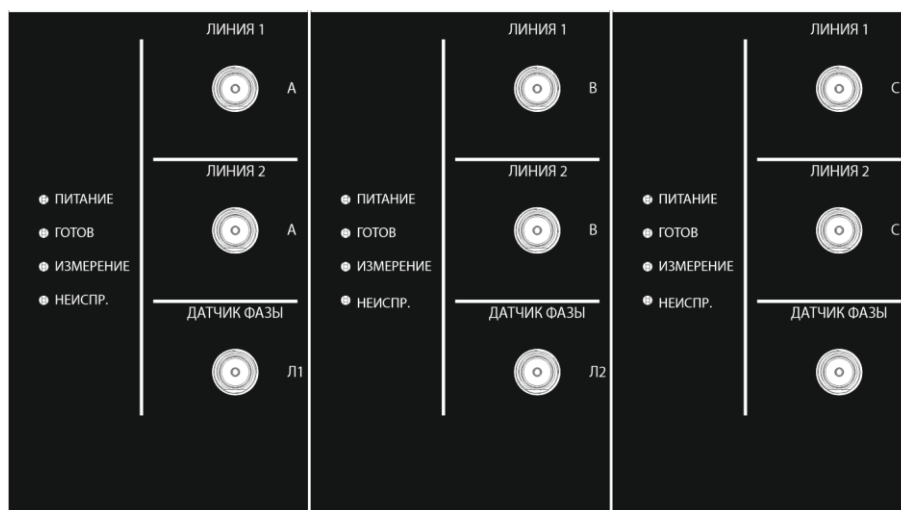 ЛИНИЯ 1
A
ЛИНИЯ 2
ПИТАНИЕ
ГОТОВ
A
ИЗМЕРЕНИЕ
НЕИСПР.
ДАТЧИК ФАЗЫ
Л1
ЛИНИЯ 1
B
ЛИНИЯ 2
ПИТАНИЕ
ГОТОВ
B
ИЗМЕРЕНИЕ
НЕИСПР.
ДАТЧИК ФАЗЫ
Л2
ЛИНИЯ 1
C
ЛИНИЯ 2
ПИТАНИЕ
ГОТОВ
C
ИЗМЕРЕНИЕ
НЕИСПР.
ДАТЧИК ФАЗЫ